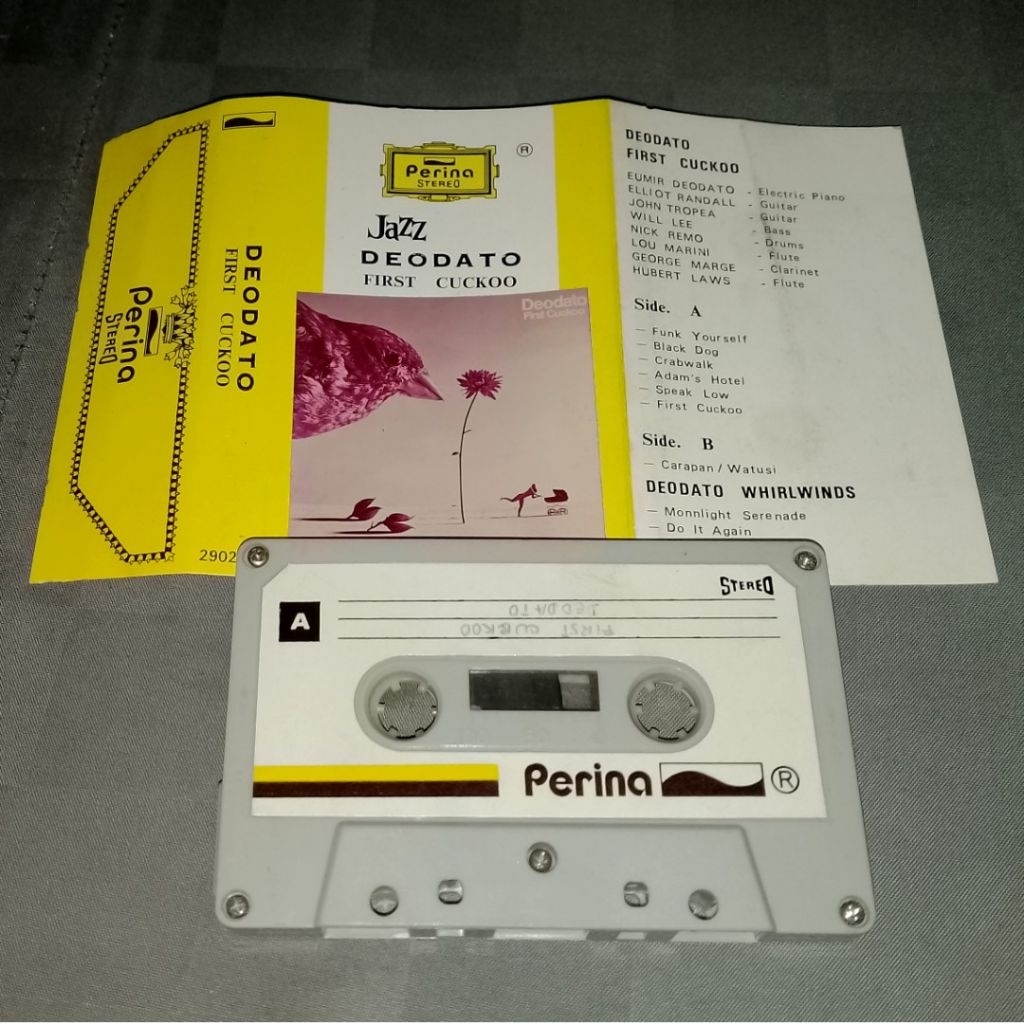 Perina
STEREO
DEODATO
FIRST CUCKOO
2902
Perina
STEREO
®
Jazz
DEODATO
FIRST CUCKOO
Deodato
First Cuckoo
DEODATO
FIRST CUCKOO
EUMIR DEODATO - Electric Piano
ELLIOT RANDALL - Guitar
JOHN TROPEA - Guitar
WILL LEE - Bass
NICK REMO - Drums
LOU MARINI - Flute
GEORGE MARGE - Clarinet
HUBERT LAWS - Flute
Side. A
— Funk Yourself
— Black Dog
— Crabwalk
— Adam's Hotel
— Speak Low
— First Cuckoo
Side. B
— Carapan / Watusi
DEODATO WHIRLWINDS
— Monnlight Serenade
— Do It Again
STEREO
A
DEODATO
FIRST CUCKOO
Perina ®